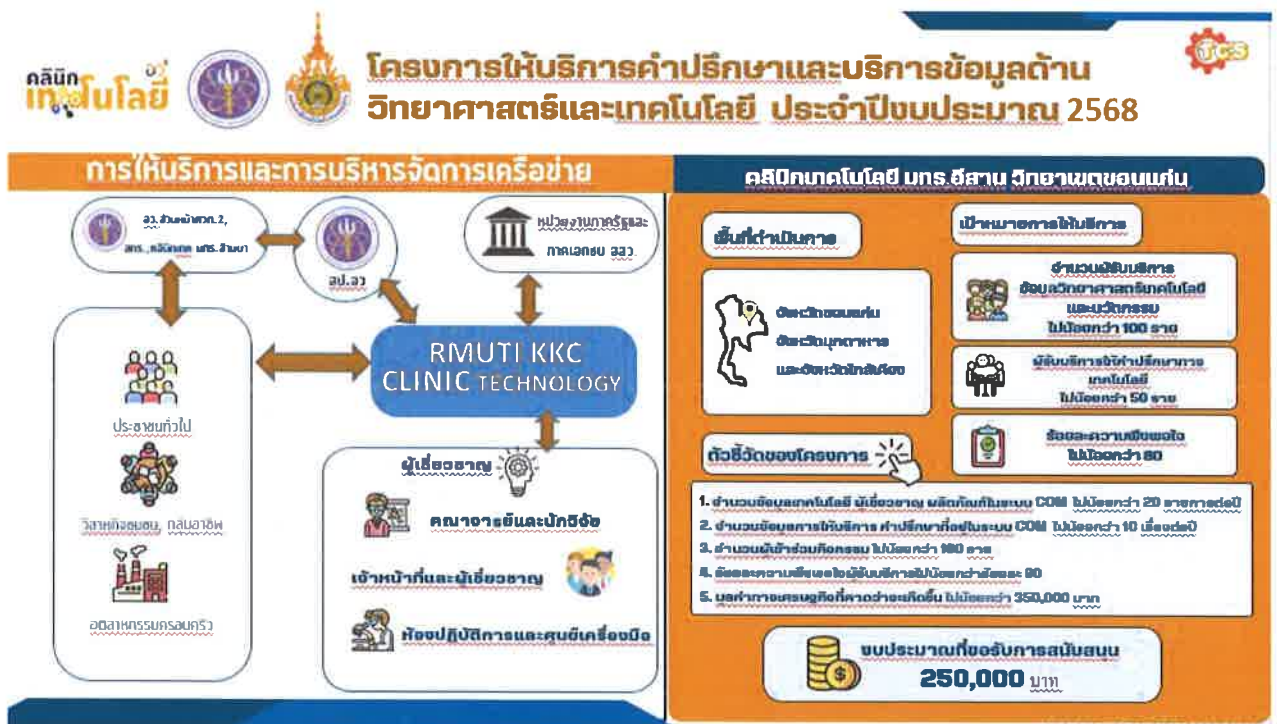 คลินิก
เทคโนโลยี
โครงการให้บริการคำปรึกษาและบริการข้อมูลด้าน
วิทยาศาสตร์และเทคโนโลยี ประจำปีงบประมาณ 2568
TCS
การให้บริการและการบริหารจัดการเครือข่าย
อว.ส่วนหน้า
สป.อว
หน่วยงานภาครัฐและ
ภาคเอกชน สสว.
RMUTI KKC
CLINIC TECHNOLOGY
ประชาชนทั่วไป
วิสาหกิจชุมชน, กลุ่มอาชีพ
อุตสาหกรรมครอบครัว
ผู้เชี่ยวชาญ
คณาจารย์และนักวิจัย
เจ้าหน้าที่และผู้เชี่ยวชาญ
ห้องปฏิบัติการและศูนย์เครื่องมือ
คลินิกเทคโนโลยี มทร.อีสาน วิทยาเขตขอนแก่น
พื้นที่ดำเนินการ
จังหวัดขอนแก่น
จังหวัดมุกดาหาร
และจังหวัดใกล้เคียง
เป้าหมายการให้บริการ
จำนวนผู้รับบริการ
ข้อมูลวิทยาศาสตร์เทคโนโลยี
และนวัตกรรม
ไม่น้อยกว่า 100 ราย
ผู้รับบริการให้คำปรึกษาทาง
เทคโนโลยี
ไม่น้อยกว่า 50 ราย
ร้อยละความพึงพอใจ
ไม่น้อยกว่า 80
ตัวชี้วัดของโครงการ
1. จำนวนข้อมูลเทคโนโลยี ผู้เชี่ยวชาญ ผลิตภัณฑ์ในระบบ COM ไม่น้อยกว่า 20 รายการต่อปี
2. จำนวนข้อมูลการให้บริการ คำปรึกษาที่อยู่ในระบบ COM ไม่น้อยกว่า 10 เรื่องต่อปี
3. จำนวนผู้เข้าร่วมกิจกรรม ไม่น้อยกว่า ราย
4. ร้อยละความพึงพอใจผู้รับบริการไม่น้อยกว่าร้อยละ
5. มูลค่าทางเศรษฐกิจที่คาดว่าจะเกิดขึ้น ไม่น้อยกว่า 350,000 บาท
งบประมาณที่ขอรับการสนับสนุน
250,000 บาท